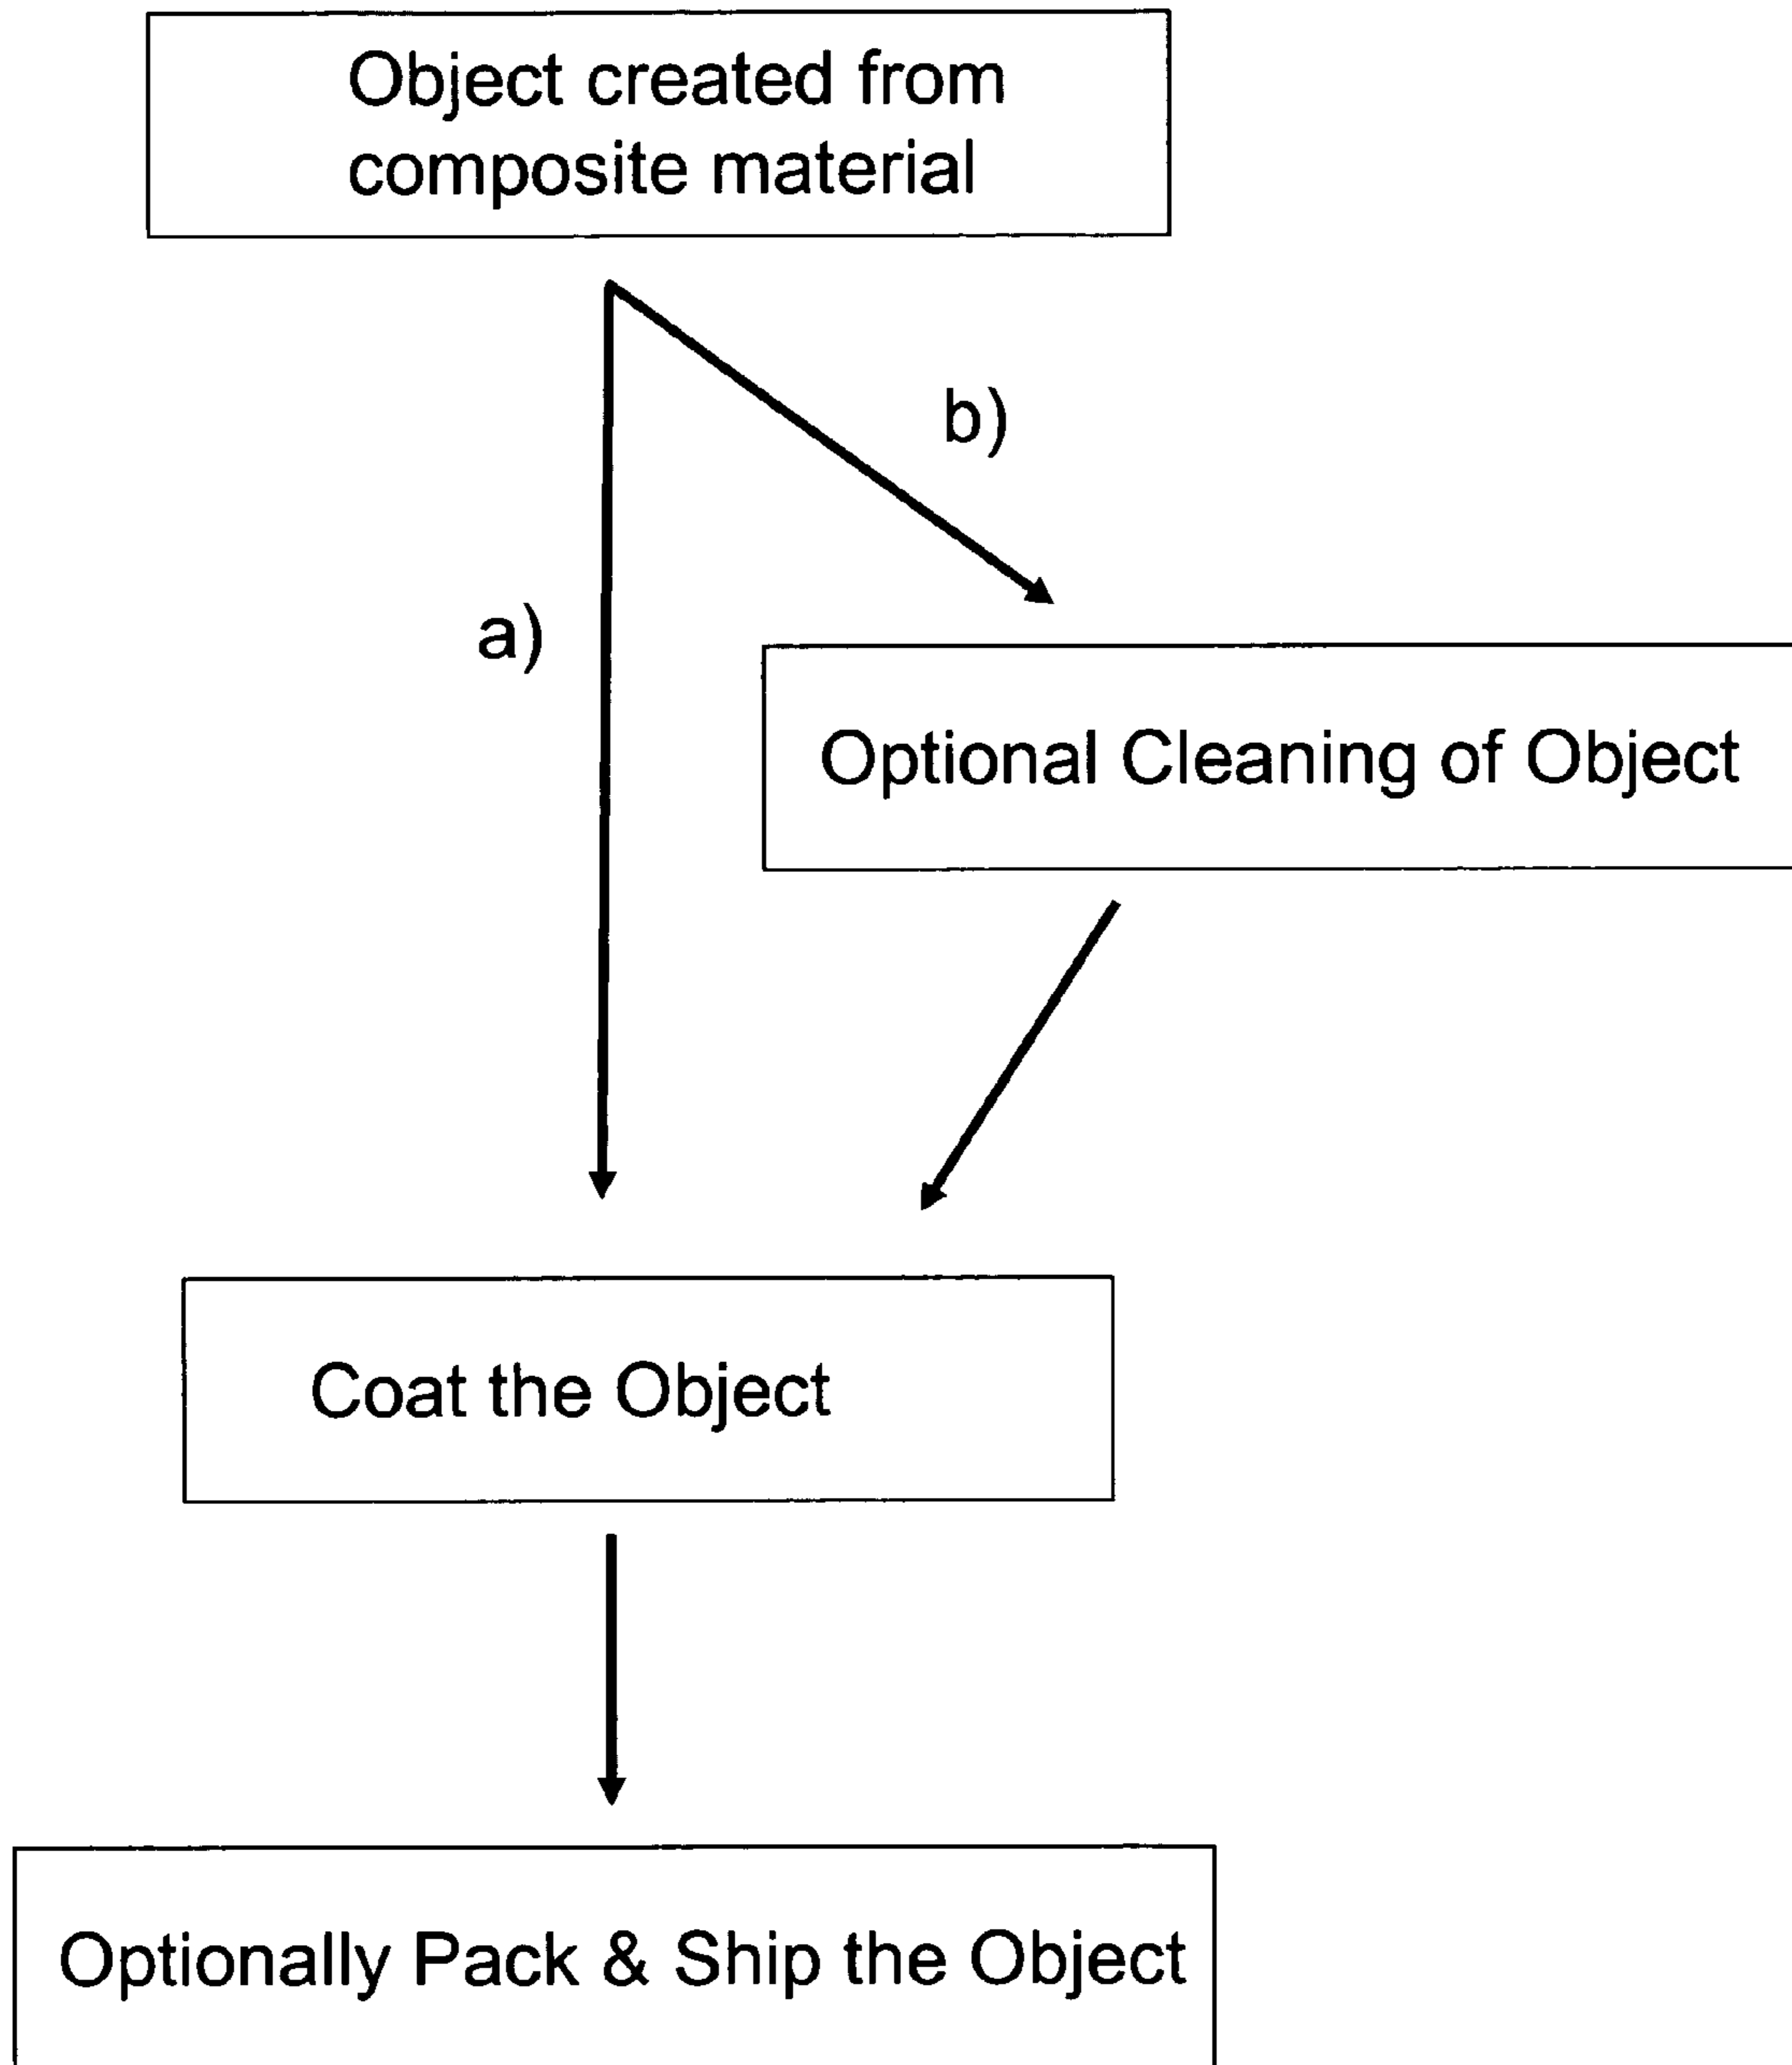 Object created from
composite material
b)
a)
Optional Cleaning of Object
Coat the Object
Optionally Pack & Ship the Object